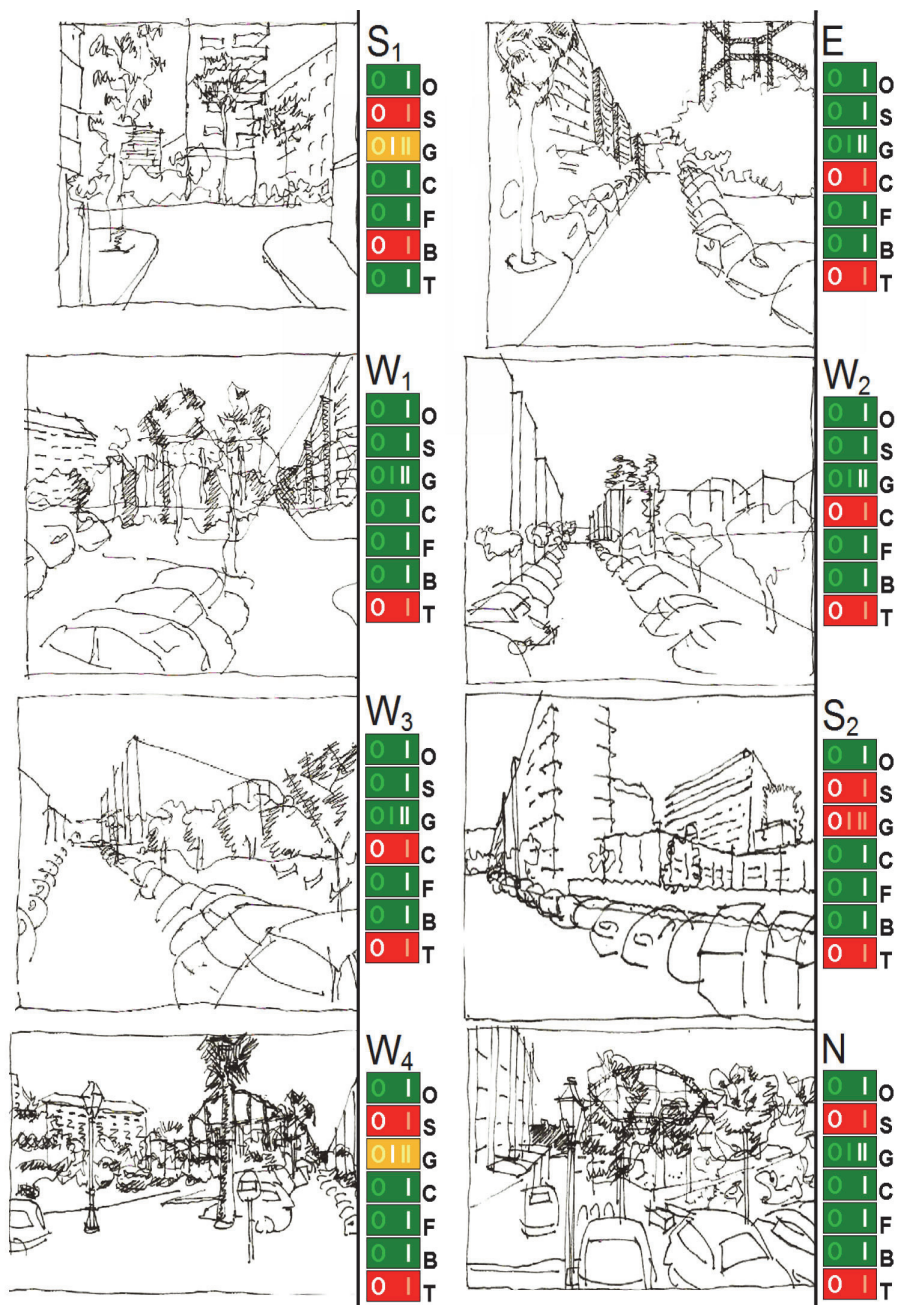 S₁
O I O
O I S
O I II G
O I C
O I F
O I B
O I T
E
O I O
O I S
O I II G
O I C
O I F
O I B
O I T
W₁
O I O
O I S
O I II G
O I C
O I F
O I B
O I T
W₂
O I O
O I S
O I II G
O I C
O I F
O I B
O I T
W₃
O I O
O I S
O I II G
O I C
O I F
O I B
O I T
S₂
O I O
O I S
O I II G
O I C
O I F
O I B
O I T
W₄
O I O
O I S
O I II G
O I C
O I F
O I B
O I T
N
O I O
O I S
O I II G
O I C
O I F
O I B
O I T